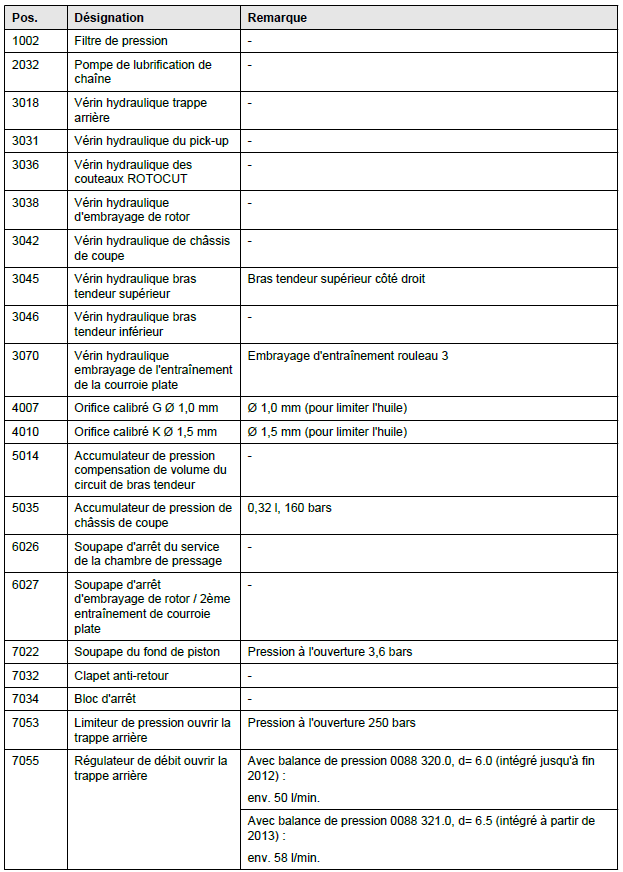 Pos. Désignation Remarque
1002 Filtre de pression -
2032 Pompe de lubrification de -
chaîne
3018 Vérin hydraulique trappe -
arrière
3031 Vérin hydraulique du pick-up -
3036 Vérin hydraulique des -
couteaux ROTOCUT
3038 Vérin hydraulique -
d'embrayage de rotor
3042 Vérin hydraulique de châssis -
de coupe
3045 Vérin hydraulique bras Bras tendeur supérieur côté droit
tendeur supérieur
3046 Vérin hydraulique bras -
tendeur inférieur
3070 Vérin hydraulique Embrayage d'entraînement rouleau 3
embrayage de l'entraînement
de la courroie plate
4007 Orifice calibré G Ø 1,0 mm Ø 1,0 mm (pour limiter l'huile)
4010 Orifice calibré K Ø 1,5 mm Ø 1,5 mm (pour limiter l'huile)
5014 Accumulateur de pression -
compensation de volume du
circuit de bras tendeur
5035 Accumulateur de pression de 0,32 l, 160 bars
châssis de coupe
6026 Soupape d'arrêt du service -
de la chambre de pressage
6027 Soupape d'arrêt -
d'embrayage de rotor / 2ème
entraînement de courroie
plate
7022 Soupape du fond de piston Pression à l'ouverture 3,6 bars
7032 Clapet anti-retour -
7034 Bloc d'arrêt -
7053 Limiteur de pression ouvrir la Pression à l'ouverture 250 bars
trappe arrière
7055 Régulateur de débit ouvrir la Avec balance de pression 0088 320.0, d= 6.0 (intégré jusqu'à fin
trappe arrière 2012) :
env. 50 l/min.
Avec balance de pression 0088 321.0, d= 6.5 (intégré à partir de
2013) :
env. 58 l/min.